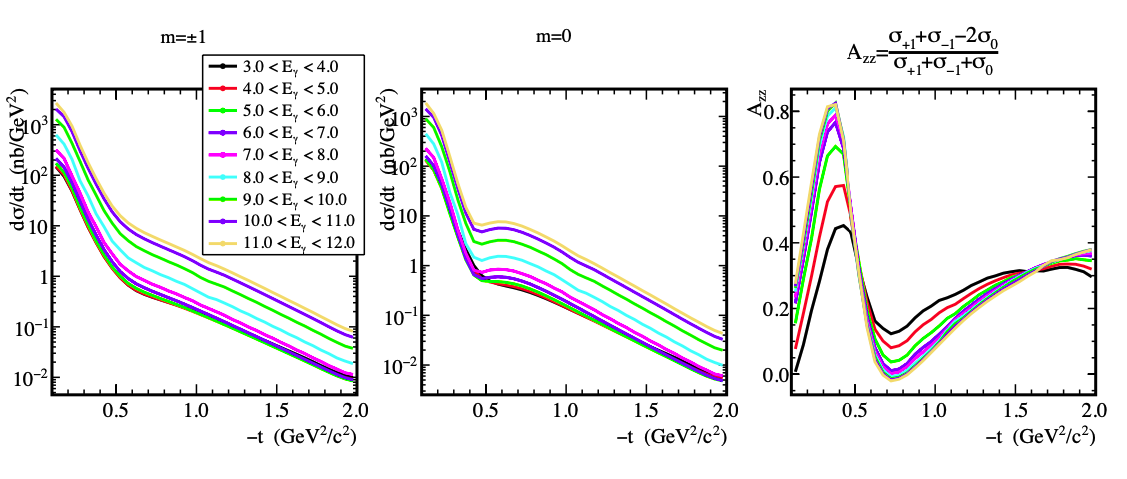 m=±1
m=0
A_zz=(σ_+1+σ_−1−2σ_0)/(σ_+1+σ_−1+σ_0)
3.0 < E_γ < 4.0
4.0 < E_γ < 5.0
5.0 < E_γ < 6.0
6.0 < E_γ < 7.0
7.0 < E_γ < 8.0
8.0 < E_γ < 9.0
9.0 < E_γ < 10.0
10.0 < E_γ < 11.0
11.0 < E_γ < 12.0
dσ/dt (nb/GeV²)
10³
10²
10
1
10⁻¹
10⁻²
0.5 1.0 1.5 2.0
−t (GeV²/c²)
dσ/dt (nb/GeV²)
10³
10²
10
1
10⁻¹
10⁻²
0.5 1.0 1.5 2.0
−t (GeV²/c²)
A_zz
0.8
0.6
0.4
0.2
0.0
0.5 1.0 1.5 2.0
−t (GeV²/c²)